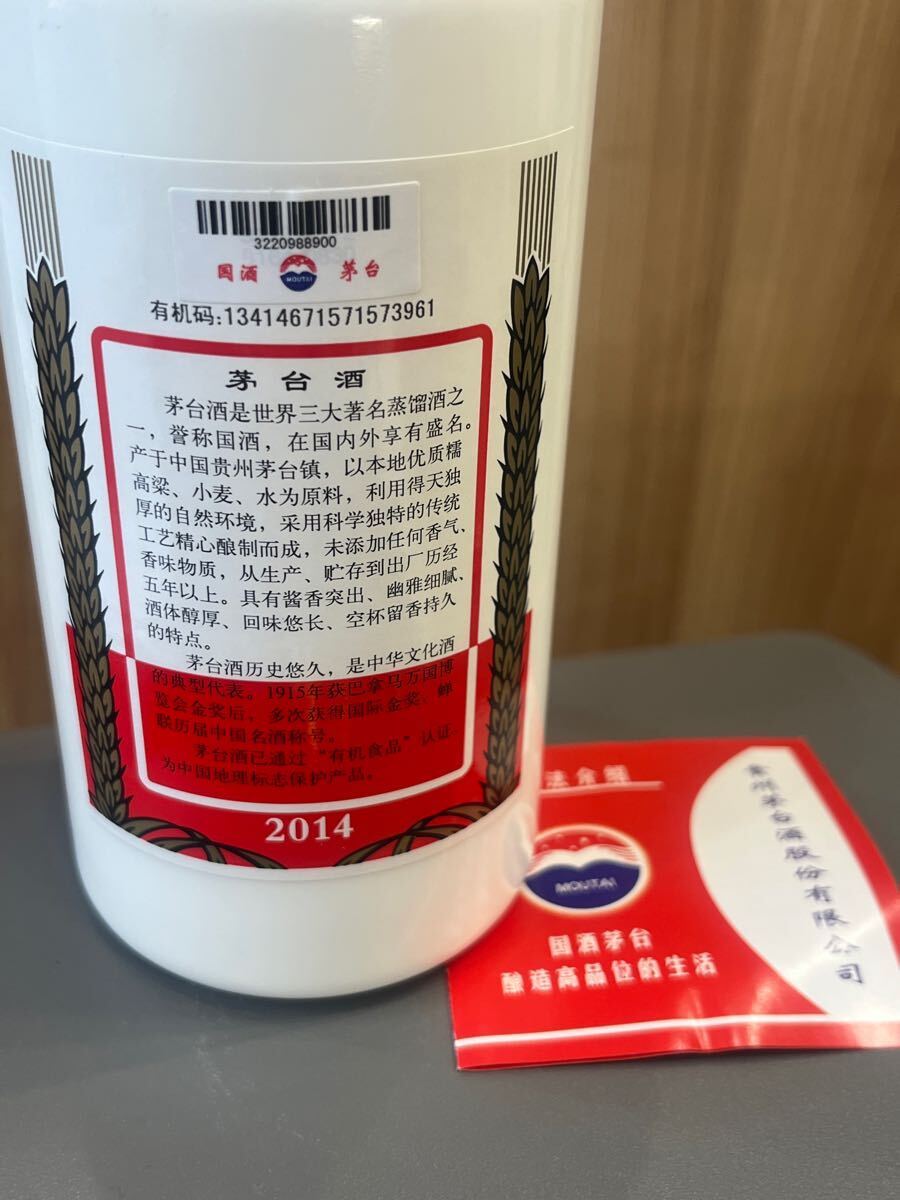 3220988900
国酒
MOUTAI
茅台
有机码:13414671571573961
茅台酒
茅台酒是世界三大著名蒸馏酒之
一，誉称国酒，在国内外享有盛名。
产于中国贵州茅台镇，以本地优质糯
高粱、小麦、水为原料，利用得天独
厚的自然环境，采用科学独特的传统
工艺精心酿制而成，未添加任何香气、
香味物质，从生产、贮存到出厂历经
五年以上。具有酱香突出、幽雅细腻、
酒体醇厚、回味悠长、空杯留香持久
的特点。
茅台酒历史悠久，是中华文化酒
的典型代表。1915年获巴拿马万国博
览会金奖后，多次获得国际金奖，蝉
联历届中国名酒称号。
茅台酒已通过“有机食品”认证，
为中国地理标志保护产品。
2014
法介绍
MOUTAI
国酒茅台
酿造高品位的生活
贵州茅台酒股份有限公司